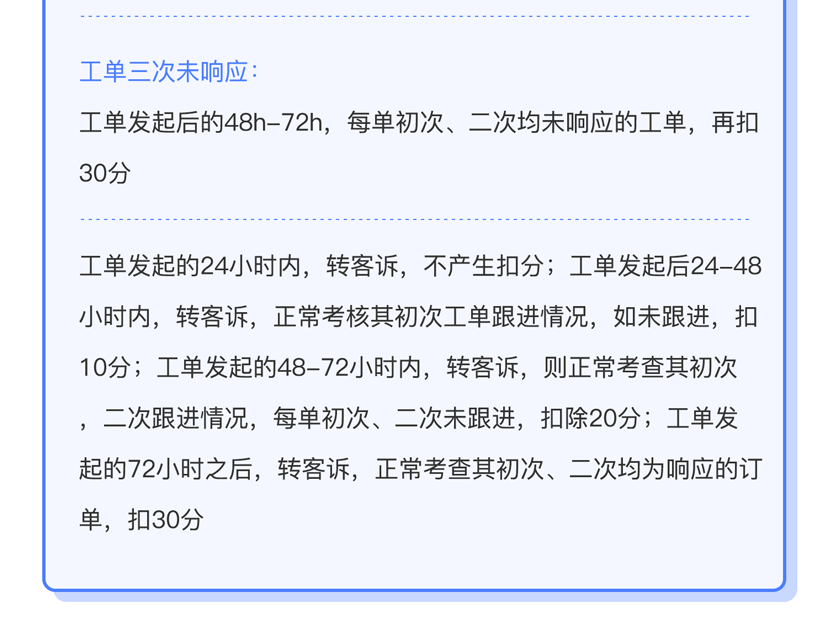 工单三次未响应：
工单发起后的48h-72h，每单初次、二次均未响应的工单，再扣
30分
工单发起的24小时内，转客诉，不产生扣分；工单发起后24-48
小时内，转客诉，正常考核其初次工单跟进情况，如未跟进，扣
10分；工单发起的48-72小时内，转客诉，则正常考查其初次
，二次跟进情况，每单初次、二次未跟进，扣除20分；工单发
起的72小时之后，转客诉，正常考查其初次、二次均为响应的订
单，扣30分